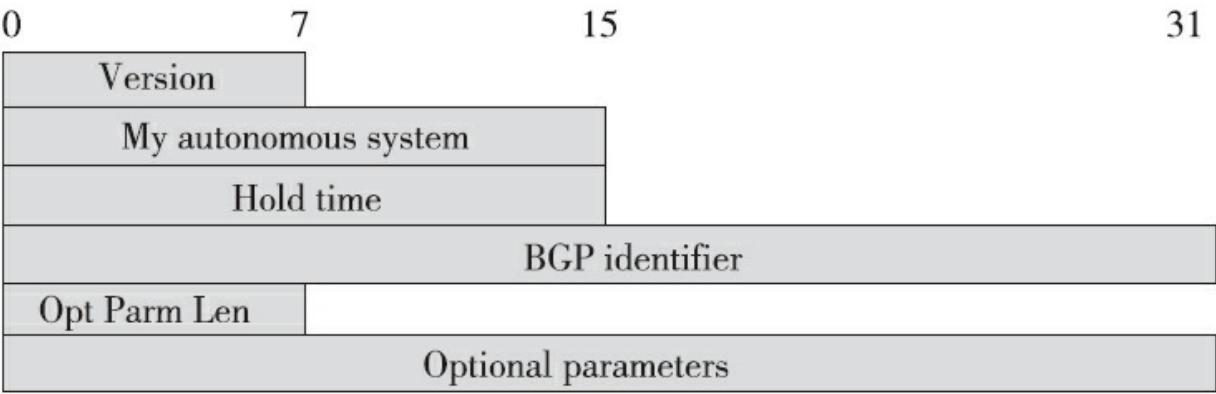 0 7 15 31
Version
My autonomous system
Hold time
BGP identifier
Opt Parm Len
Optional parameters